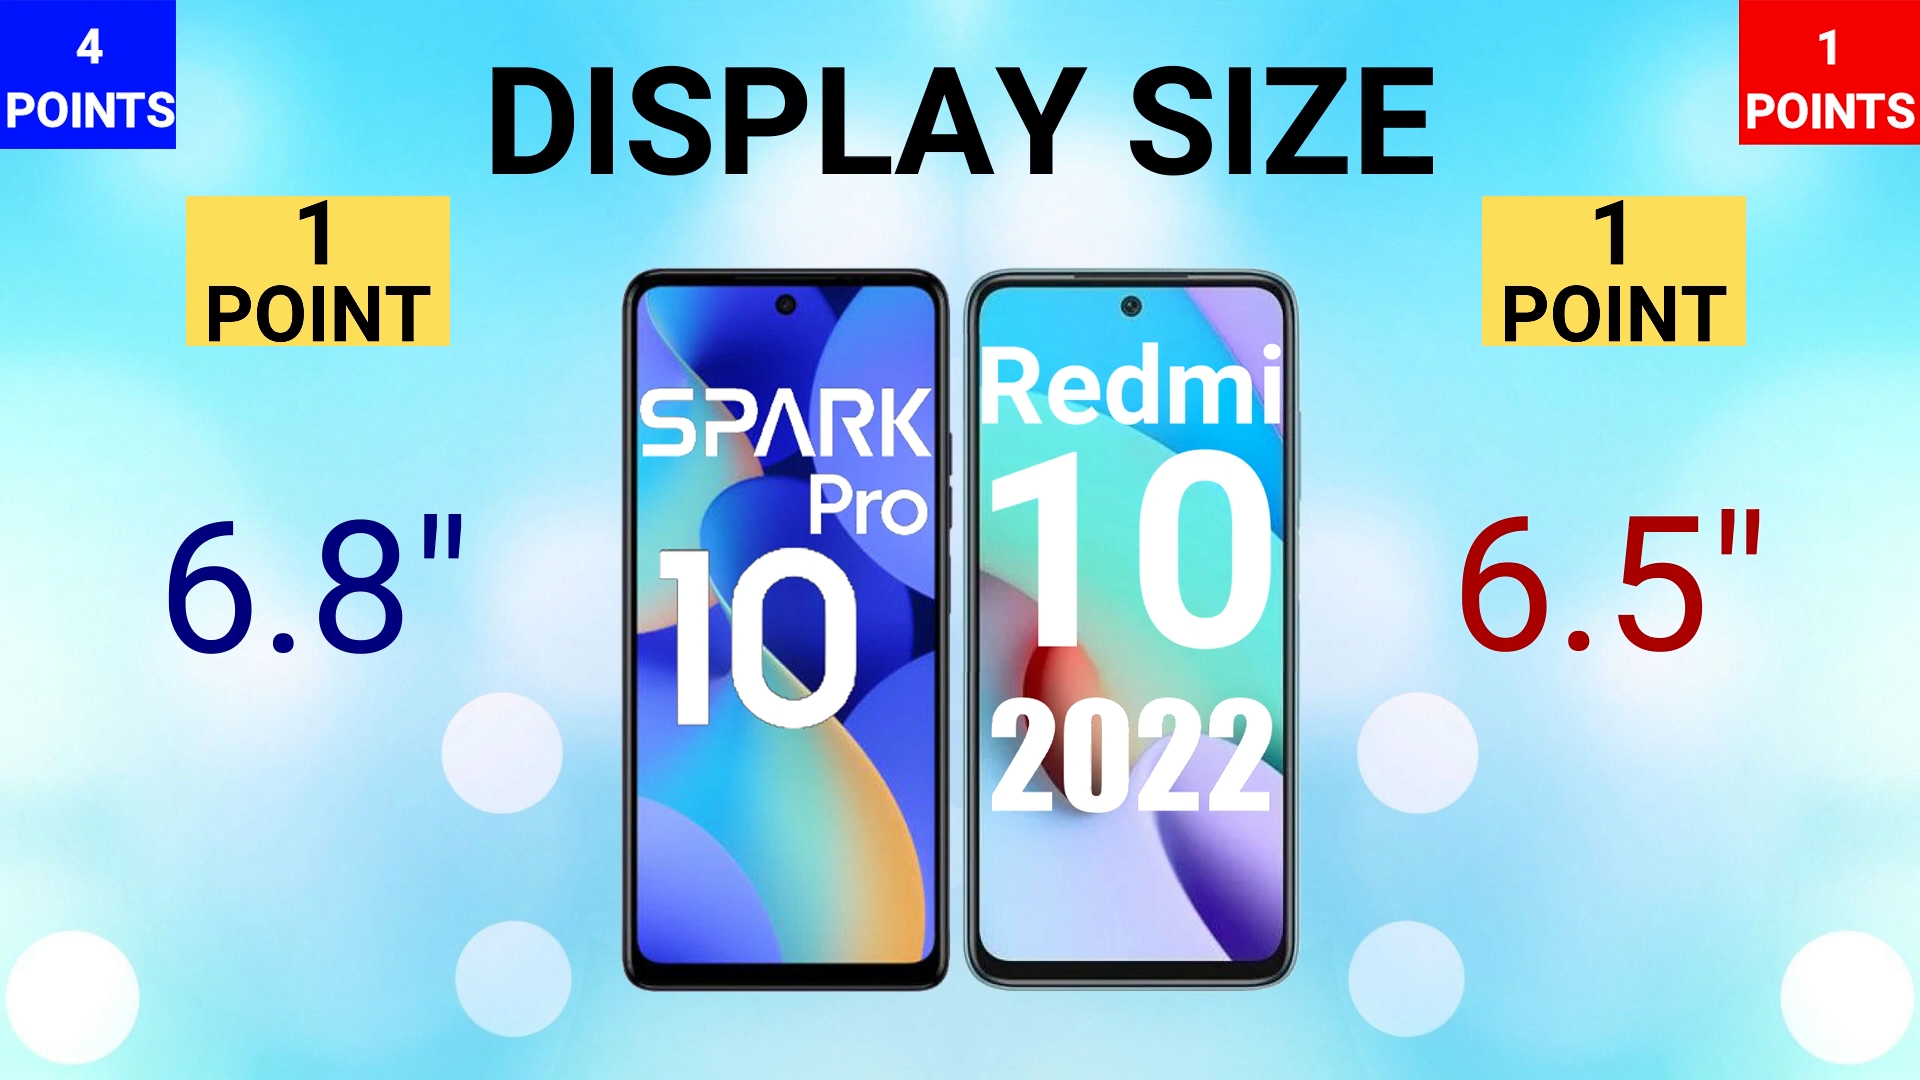 4
POINTS
DISPLAY SIZE
1
POINTS
1
POINT
1
POINT
SPARK
Pro
10
Redmi
10
2022
6.8"
6.5"